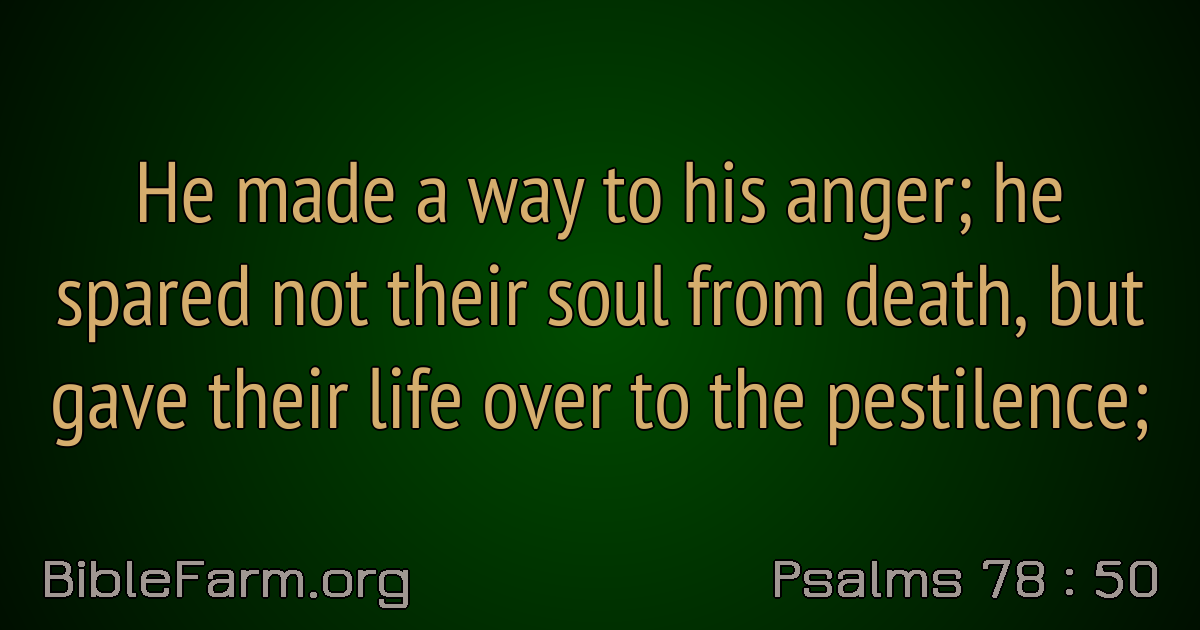 He made a way to his anger; he
spared not their soul from death, but
gave their life over to the pestilence;
BibleFarm.org
Psalms 78 : 50